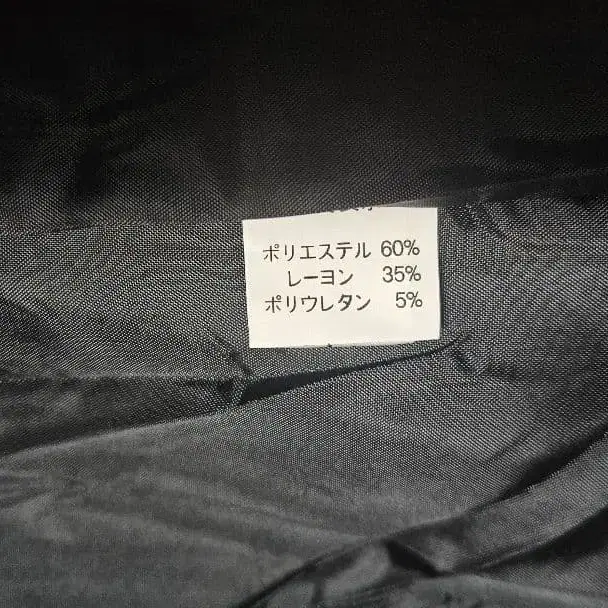 ポリエステル 60%
レーヨン 35%
ポリウレタン 5%